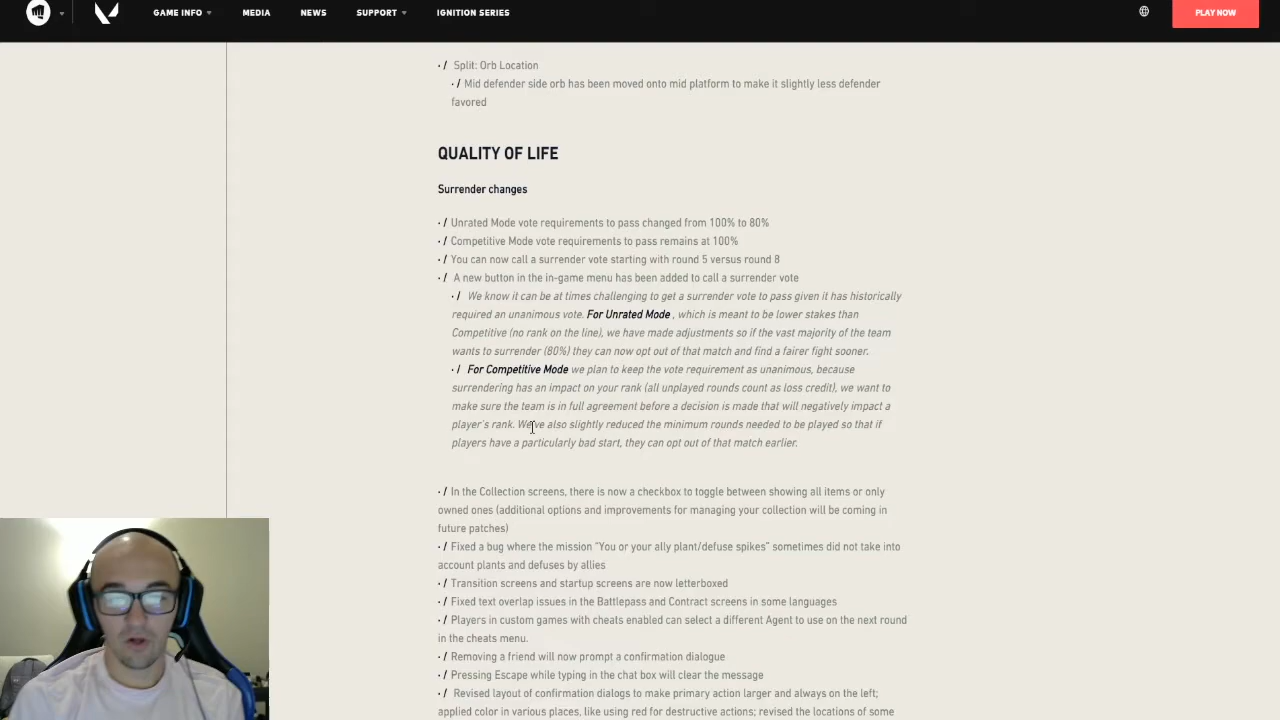 GAME INFO MEDIA NEWS SUPPORT IGNITION SERIES PLAY NOW
· / Split: Orb Location
· / Mid defender side orb has been moved onto mid platform to make it slightly less defender
favored
QUALITY OF LIFE
Surrender changes
· / Unrated Mode vote requirements to pass changed from 100% to 80%
· / Competitive Mode vote requirements to pass remains at 100%
· / You can now call a surrender vote starting with round 5 versus round 8
· / A new button in the in-game menu has been added to call a surrender vote
· / We know it can be at times challenging to get a surrender vote to pass given it has historically
required an unanimous vote. For Unrated Mode , which is meant to be lower stakes than
Competitive (no rank on the line), we have made adjustments so if the vast majority of the team
wants to surrender (80%) they can now opt out of that match and find a fairer fight sooner.
· / For Competitive Mode we plan to keep the vote requirement as unanimous, because
surrendering has an impact on your rank (all unplayed rounds count as loss credit), we want to
make sure the team is in full agreement before a decision is made that will negatively impact a
player's rank. We've also slightly reduced the minimum rounds needed to be played so that if
players have a particularly bad start, they can opt out of that match earlier.
· / In the Collection screens, there is now a checkbox to toggle between showing all items or only
owned ones (additional options and improvements for managing your collection will be coming in
future patches)
· / Fixed a bug where the mission “You or your ally plant/defuse spikes” sometimes did not take into
account plants and defuses by allies
· / Transition screens and startup screens are now letterboxed
· / Fixed text overlap issues in the Battlepass and Contract screens in some languages
· / Players in custom games with cheats enabled can select a different Agent to use on the next round
in the cheats menu.
· / Removing a friend will now prompt a confirmation dialogue
· / Pressing Escape while typing in the chat box will clear the message
· / Revised layout of confirmation dialogs to make primary action larger and always on the left;
applied color in various places, like using red for destructive actions; revised the locations of some